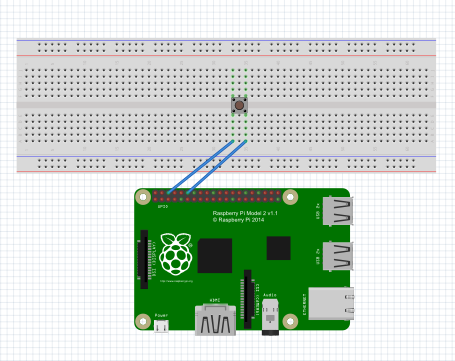 GPIO
Raspberry Pi Model 2 v1.1
© Raspberry Pi 2014
USB 2x
USB 2x
ETHERNET
HDMI
Audio
Power